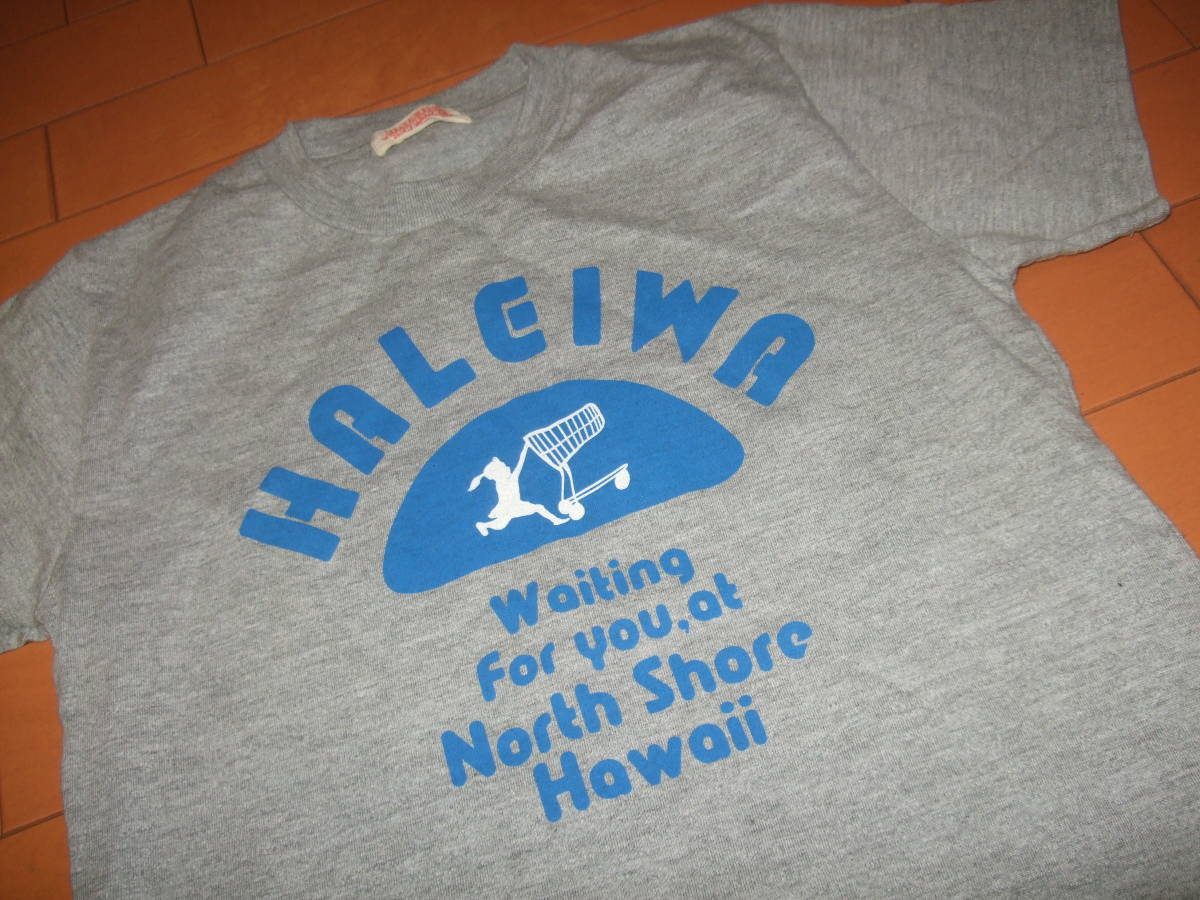 HALEIWA
Waiting
For you,at
North Shore
Hawaii